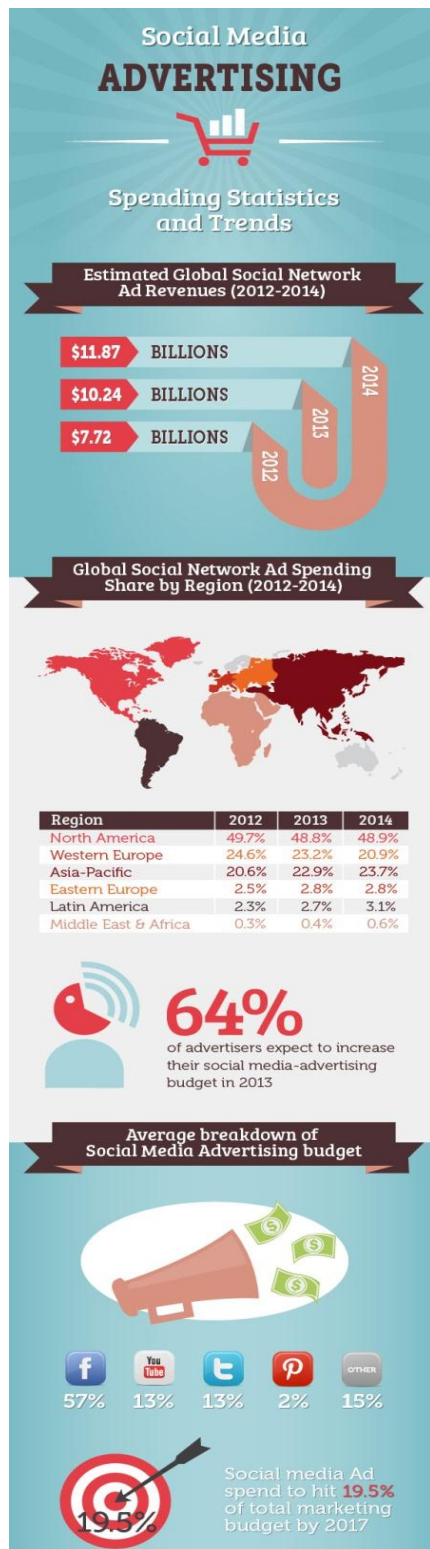 Social Media
ADVERTISING
Spending Statistics
and Trends
Estimated Global Social Network
Ad Revenues (2012-2014)
$11.87 BILLIONS
2014
$10.24 BILLIONS
2013
$7.72 BILLIONS
2012
Global Social Network Ad Spending
Share by Region (2012-2014)
Region 2012 2013 2014
North America 49.7% 48.8% 48.9%
Western Europe 24.6% 23.2% 20.9%
Asia-Pacific 20.6% 22.9% 23.7%
Eastern Europe 2.5% 2.8% 2.8%
Latin America 2.3% 2.7% 3.1%
Middle East & Africa 0.3% 0.4% 0.6%
64%
of advertisers expect to increase
their social media-advertising
budget in 2013
Average breakdown of
Social Media Advertising budget
$
$
$
f You Tube t P OTHER
57% 13% 13% 2% 15%
19.5%
Social media Ad
spend to hit 19.5%
of total marketing
budget by 2017